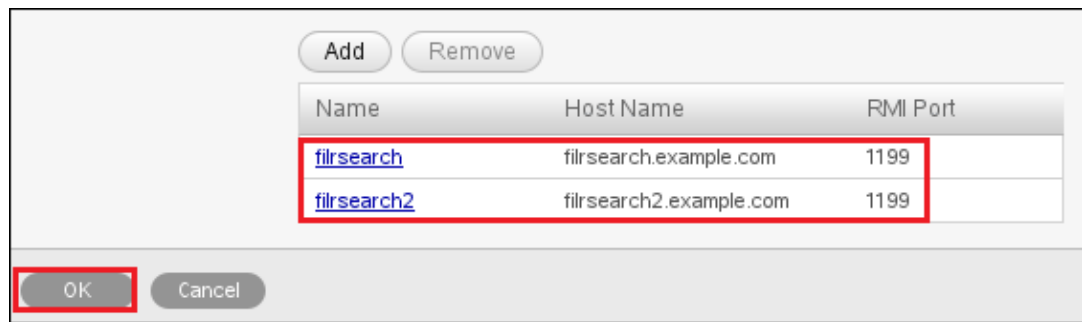 Add Remove
Name Host Name RMI Port
filrsearch filrsearch.example.com 1199
filrsearch2 filrsearch2.example.com 1199
OK Cancel